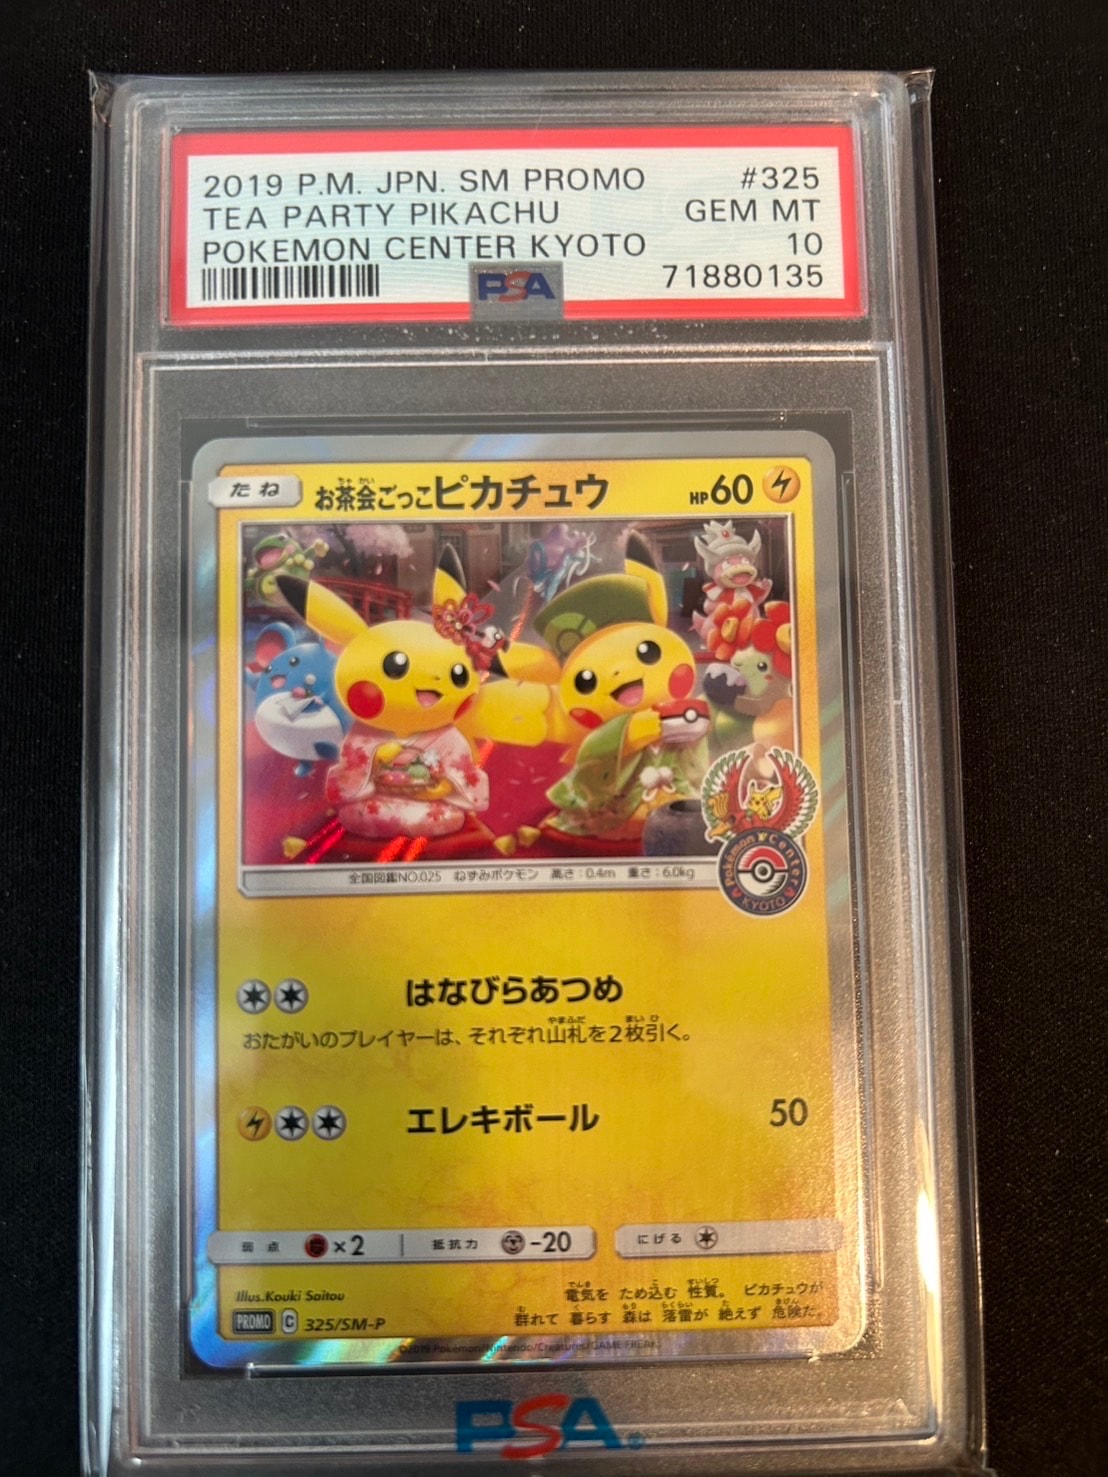 2019 P.M. JPN. SM PROMO #325
TEA PARTY PIKACHU GEM MT
POKEMON CENTER KYOTO 10
PSA 71880135
たね お茶会ごっこピカチュウ HP60
全国図鑑NO.025 ねずみポケモン 高さ:0.4m 重さ:6.0kg
Pokémon Center
KYOTO
はなびらあつめ
おたがいのプレイヤーは、それぞれ山札を2枚引く。
エレキボール 50
弱点 ×2 抵抗力 -20 にげる
Illus.Kouki Saitou
電気を ため込む 性質。 ピカチュウが
群れて 暮らす 森は 落雷が 絶えず 危険だ。
PROMO C 325/SM-P
©2019 Pokémon/Nintendo/Creatures/GAME FREAK.
PSA